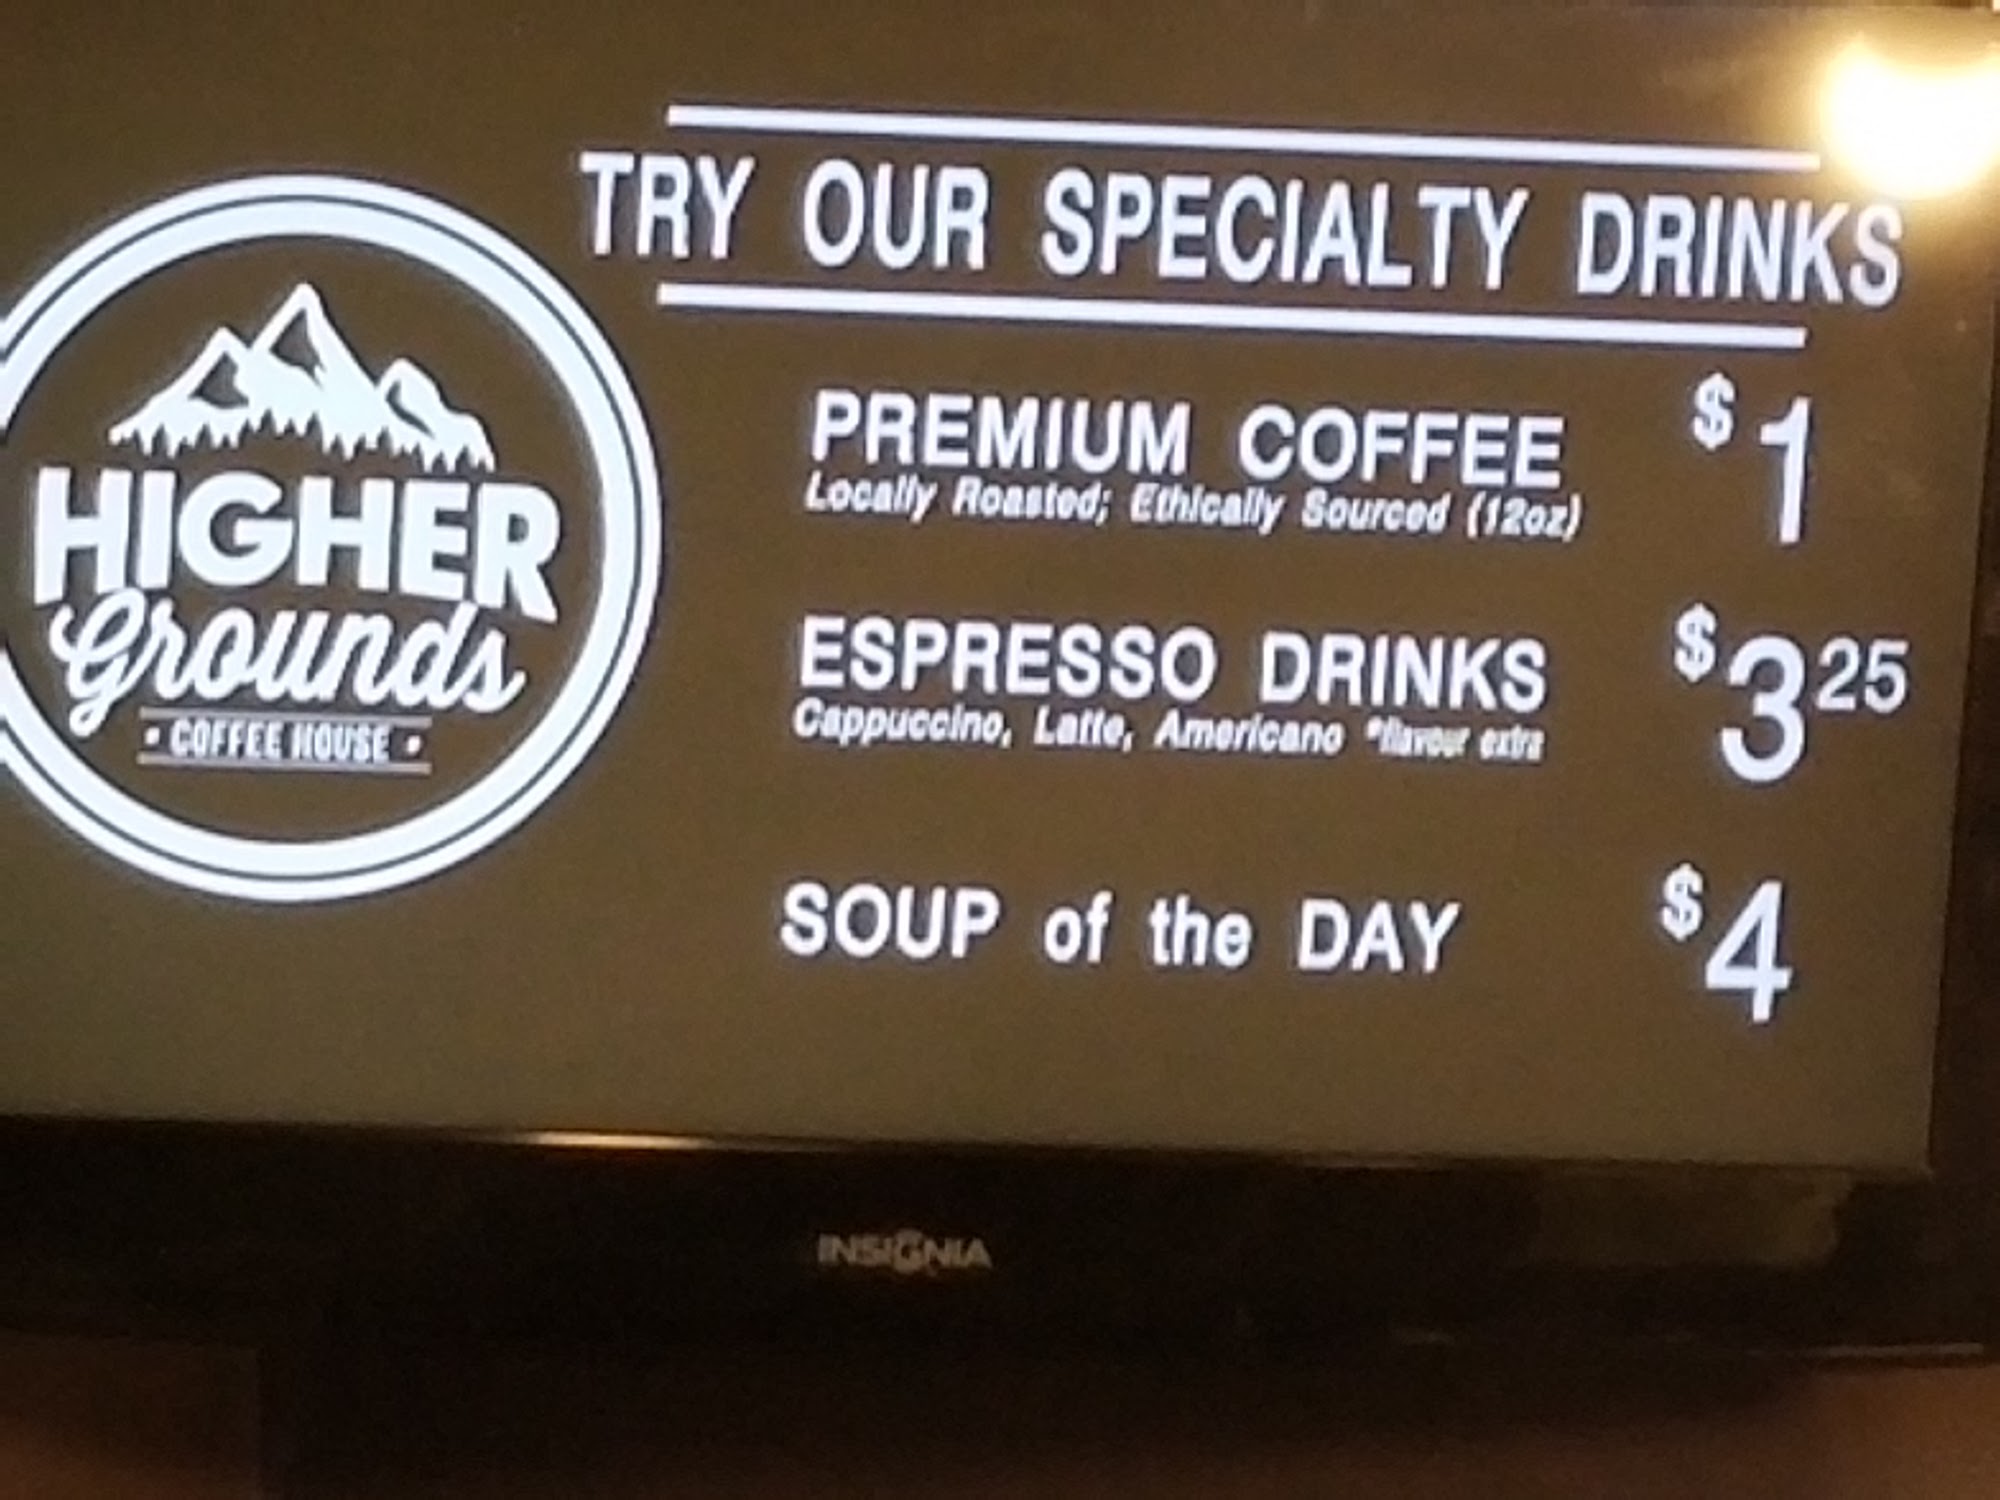 HIGHER
Grounds
• COFFEE HOUSE •
TRY OUR SPECIALTY DRINKS
PREMIUM COFFEE $1
Locally Roasted; Ethically Sourced (12oz)
ESPRESSO DRINKS $3 25
Cappuccino, Latte, Americano *flavour extra
SOUP of the DAY $4
INSIGNIA